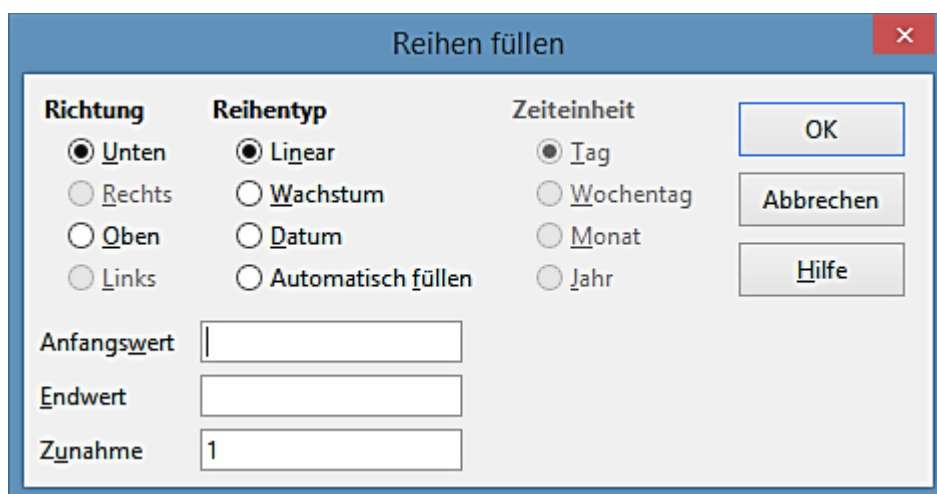 Reihen füllen
Richtung
Unten
Rechts
Oben
Links
Reihentyp
Linear
Wachstum
Datum
Automatisch füllen
Zeiteinheit
Tag
Wochentag
Monat
Jahr
OK
Abbrechen
Hilfe
Anfangswert
Endwert
Zunahme 1